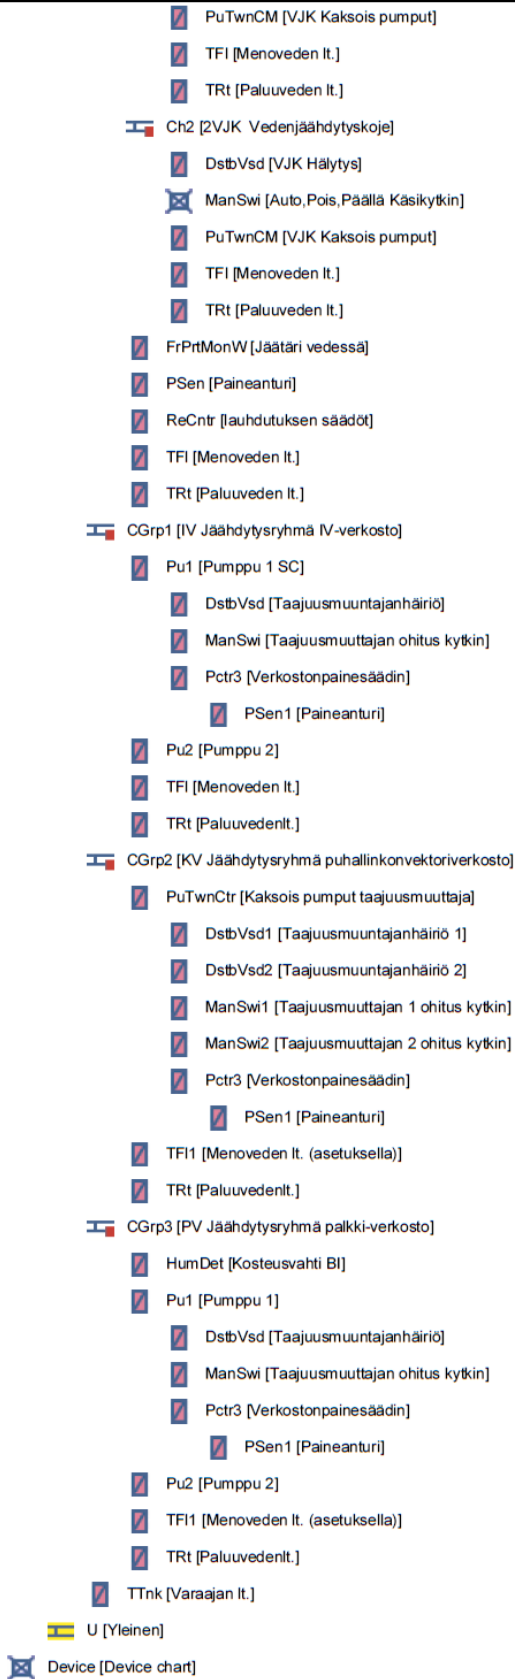 PuTwnCM [VJK Kaksois pumput]
TFl [Menoveden lt.]
TRt [Paluuveden lt.]
Ch2 [2VJK Vedenjäähdytyskoje]
DstbVsd [VJK Hälytys]
ManSwi [Auto,Pois,Päällä Käsikytkin]
PuTwnCM [VJK Kaksois pumput]
TFl [Menoveden lt.]
TRt [Paluuveden lt.]
FrPrtMonW [Jäätäri vedessä]
PSen [Paineanturi]
ReCntr [lauhdutuksen säädöt]
TFl [Menoveden lt.]
TRt [Paluuveden lt.]
CGrp1 [IV Jäähdytysryhmä IV-verkosto]
Pu1 [Pumppu 1 SC]
DstbVsd [Taajuusmuuntajanhäiriö]
ManSwi [Taajuusmuuttajan ohitus kytkin]
Pctr3 [Verkostonpainesäädin]
PSen1 [Paineanturi]
Pu2 [Pumppu 2]
TFl [Menoveden lt.]
TRt [Paluuvedenlt.]
CGrp2 [KV Jäähdytysryhmä puhallinkonvektoriverkosto]
PuTwnCtr [Kaksois pumput taajuusmuuttaja]
DstbVsd1 [Taajuusmuuntajanhäiriö 1]
DstbVsd2 [Taajuusmuuntajanhäiriö 2]
ManSwi1 [Taajuusmuuttajan 1 ohitus kytkin]
ManSwi2 [Taajuusmuuttajan 2 ohitus kytkin]
Pctr3 [Verkostonpainesäädin]
PSen1 [Paineanturi]
TFl1 [Menoveden lt. (asetuksella)]
TRt [Paluuvedenlt.]
CGrp3 [PV Jäähdytysryhmä palkki-verkosto]
HumDet [Kosteusvahti BI]
Pu1 [Pumppu 1]
DstbVsd [Taajuusmuuntajanhäiriö]
ManSwi [Taajuusmuuttajan ohitus kytkin]
Pctr3 [Verkostonpainesäädin]
PSen1 [Paineanturi]
Pu2 [Pumppu 2]
TFl1 [Menoveden lt. (asetuksella)]
TRt [Paluuvedenlt.]
TTnk [Varaajan lt.]
U [Yleinen]
Device [Device chart]